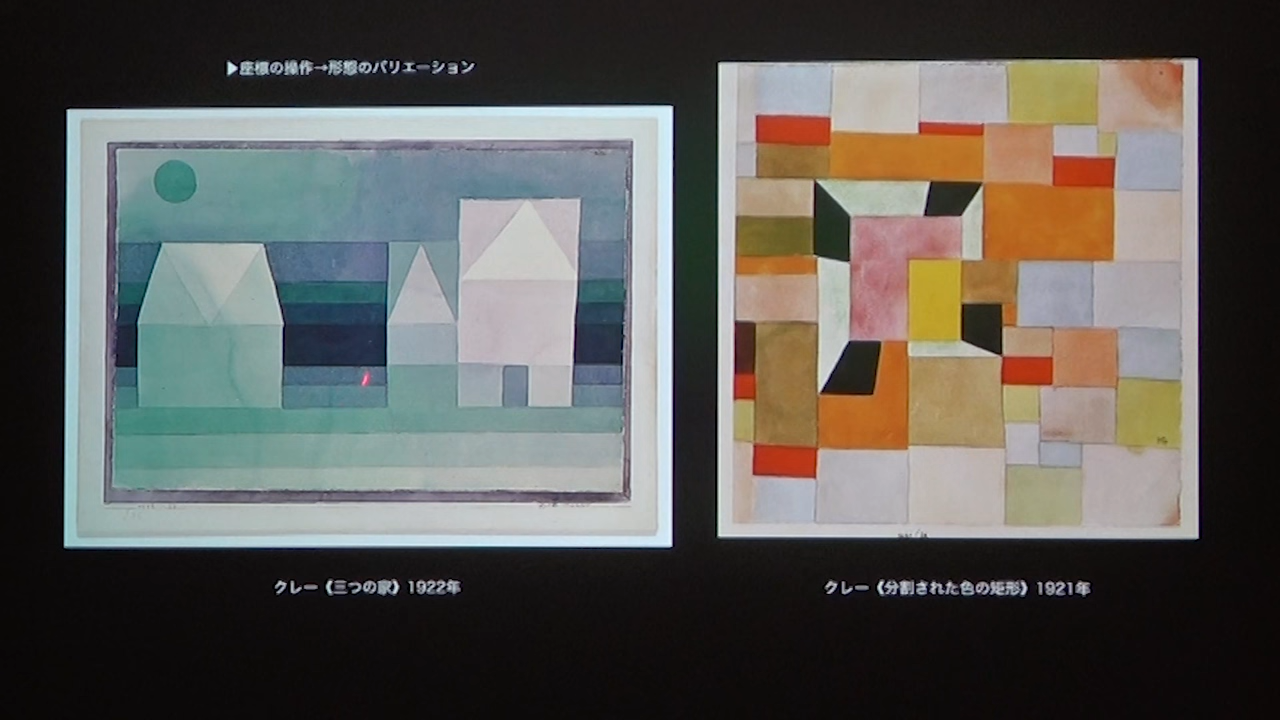 ▶座標の操作→形態のバリエーション
クレー《三つの家》1922年
クレー《分割された色の矩形》1921年